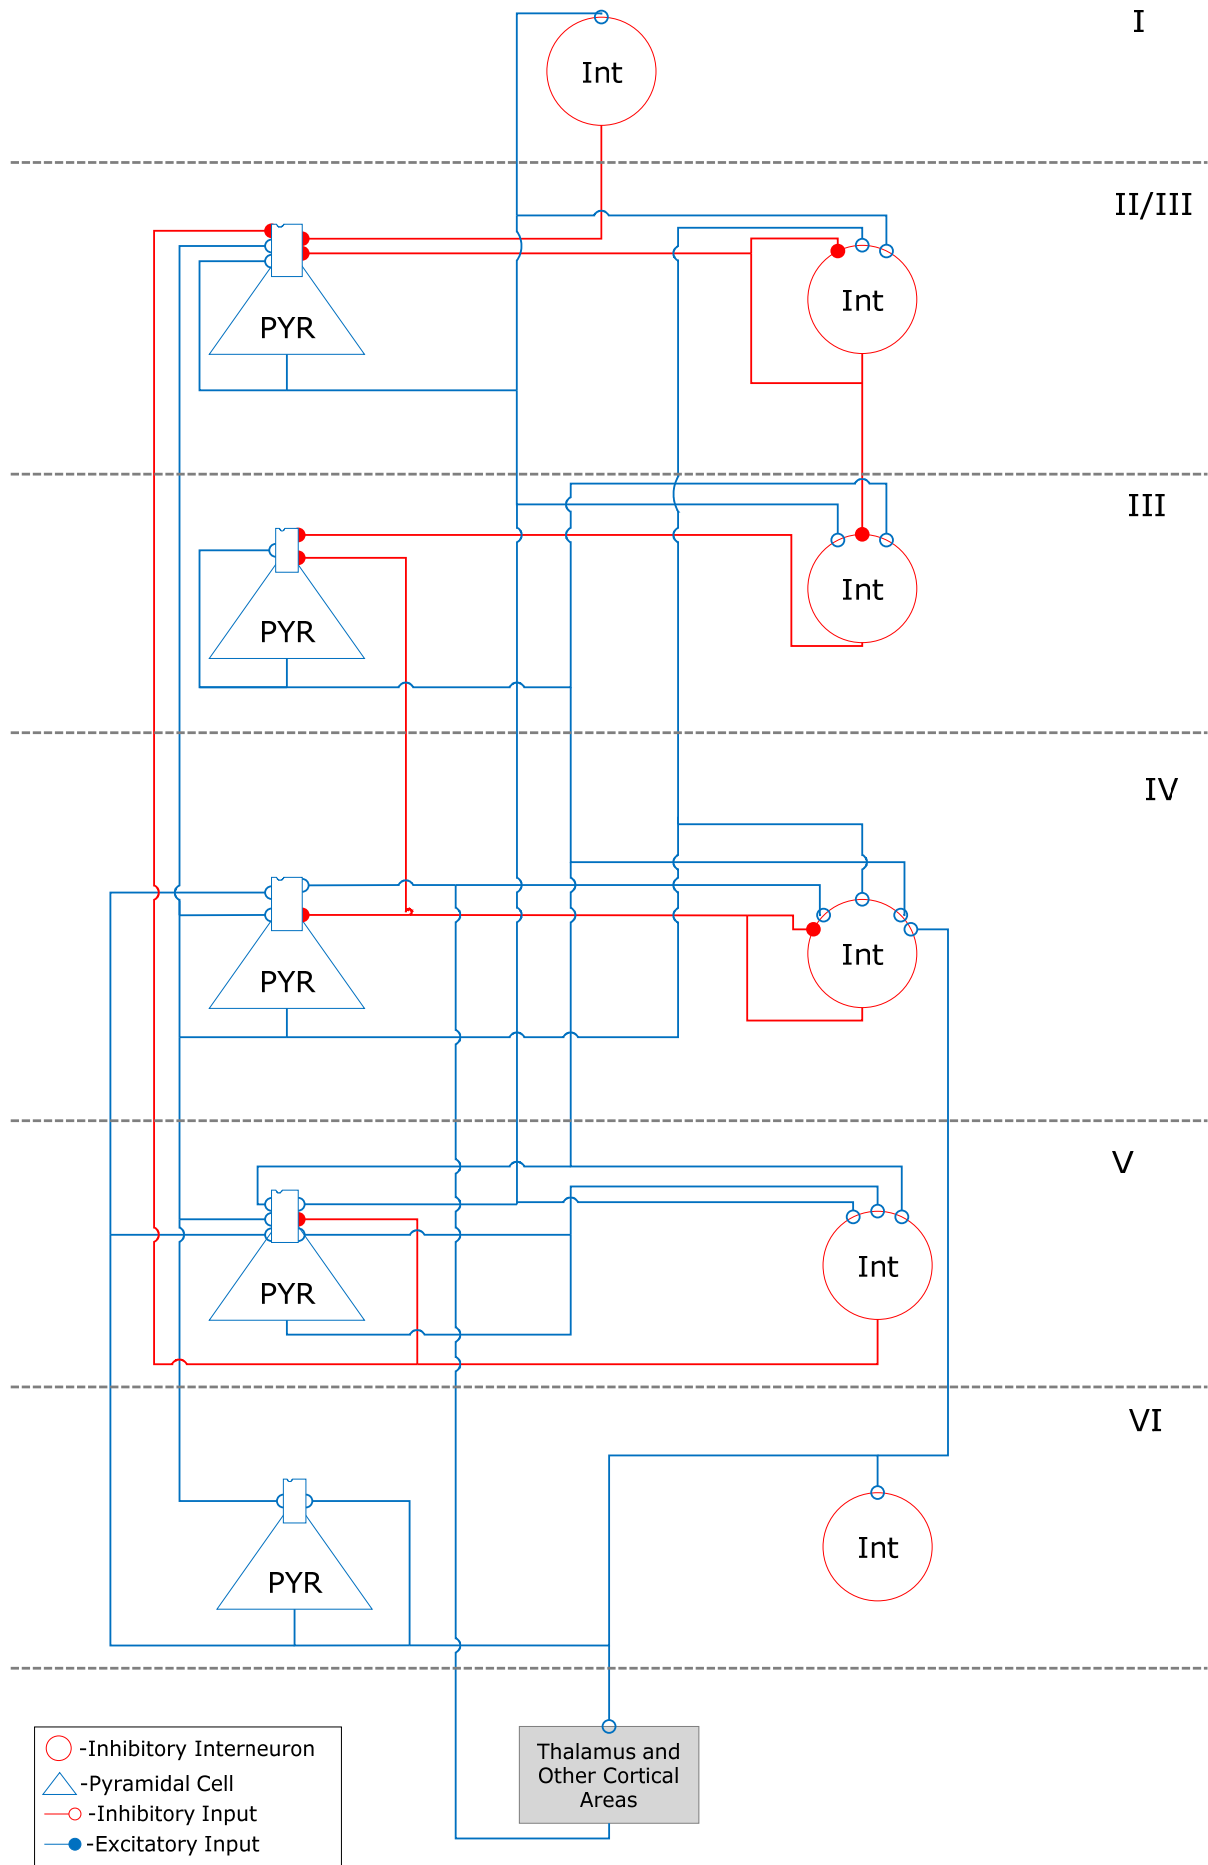 I
Int
II/III
Int
PYR
III
Int
PYR
IV
Int
PYR
V
Int
PYR
VI
Int
PYR
Thalamus and
Other Cortical
Areas
-Inhibitory Interneuron
-Pyramidal Cell
-Inhibitory Input
-Excitatory Input